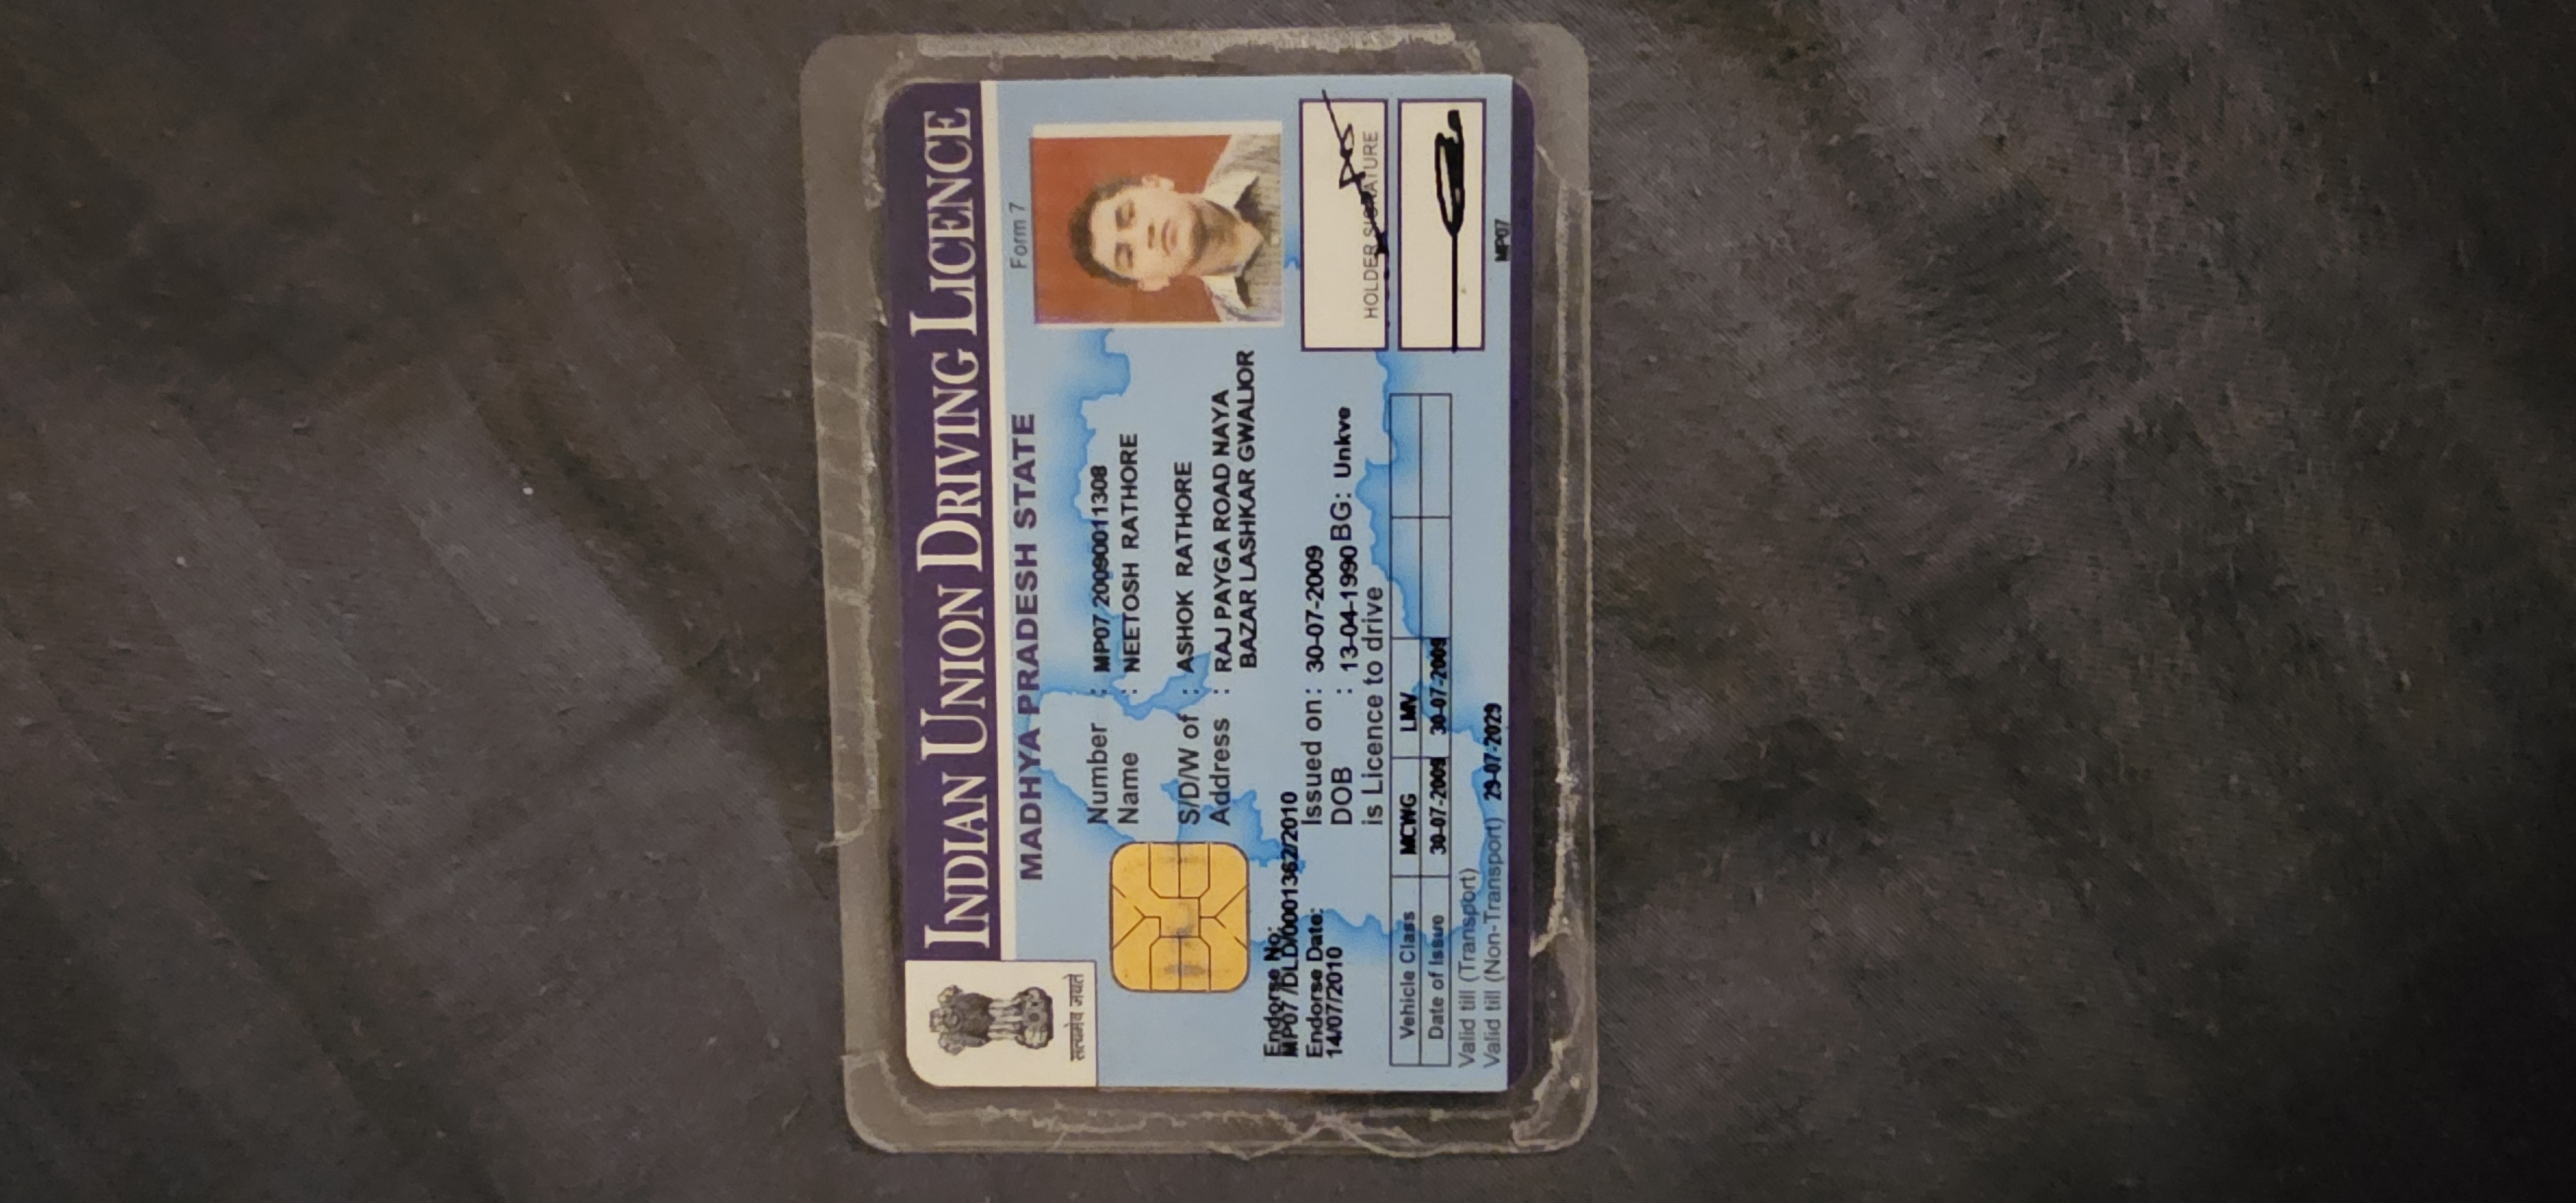 INDIAN UNION DRIVING LICENCE
MADHYA PRADESH STATE
Form 7
सत्यमेव जयते
Number : MP07 20090011308
Name : NEETOSH RATHORE
S/D/W of : ASHOK RATHORE
Address : RAJ PAYGA ROAD NAYA
BAZAR LASHKAR GWALIOR
Endorse No:
MP07 /DLD/0001362/2010
Endorse Date:
14/07/2010
Issued on: 30-07-2009
DOB : 13-04-1990 BG: Unkve
is Licence to drive
HOLDER SIGNATURE
Vehicle Class MCWG LMV
Date of Issue 30-07-2009 30-07-2009
Valid till (Transport)
Valid till (Non-Transport) 29-07-2029
MP07